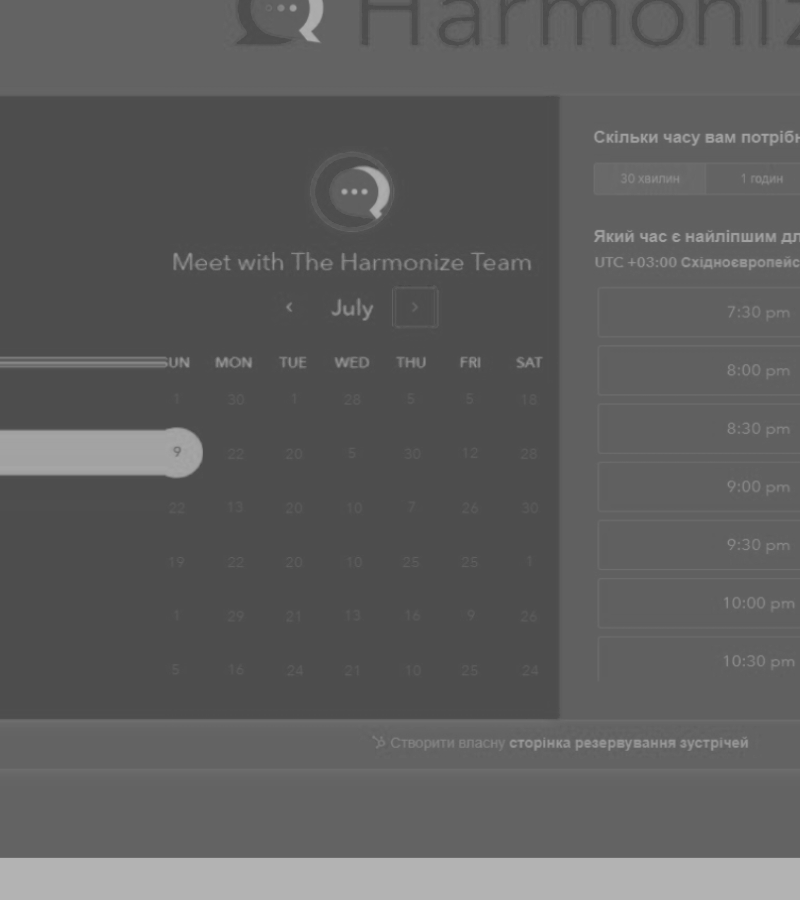 Harmoniz
Meet with The Harmonize Team
July
SUN MON TUE WED THU FRI SAT
1 30 1 28 5 5 18
9 22 20 5 30 12 28
23 13 20 10 7 26 30
19 22 20 10 25 25 1
1 29 21 13 16 9 26
5 16 24 21 10 25 24
Скільки часу вам потрібн
30 хвилин 1 годин
Який час є найліпшим дл
UTC +03:00 Східноєвропейс
7:30 pm
8:00 pm
8:30 pm
9:00 pm
9:30 pm
10:00 pm
10:30 pm
Створити власну сторінка резервування зустрічей